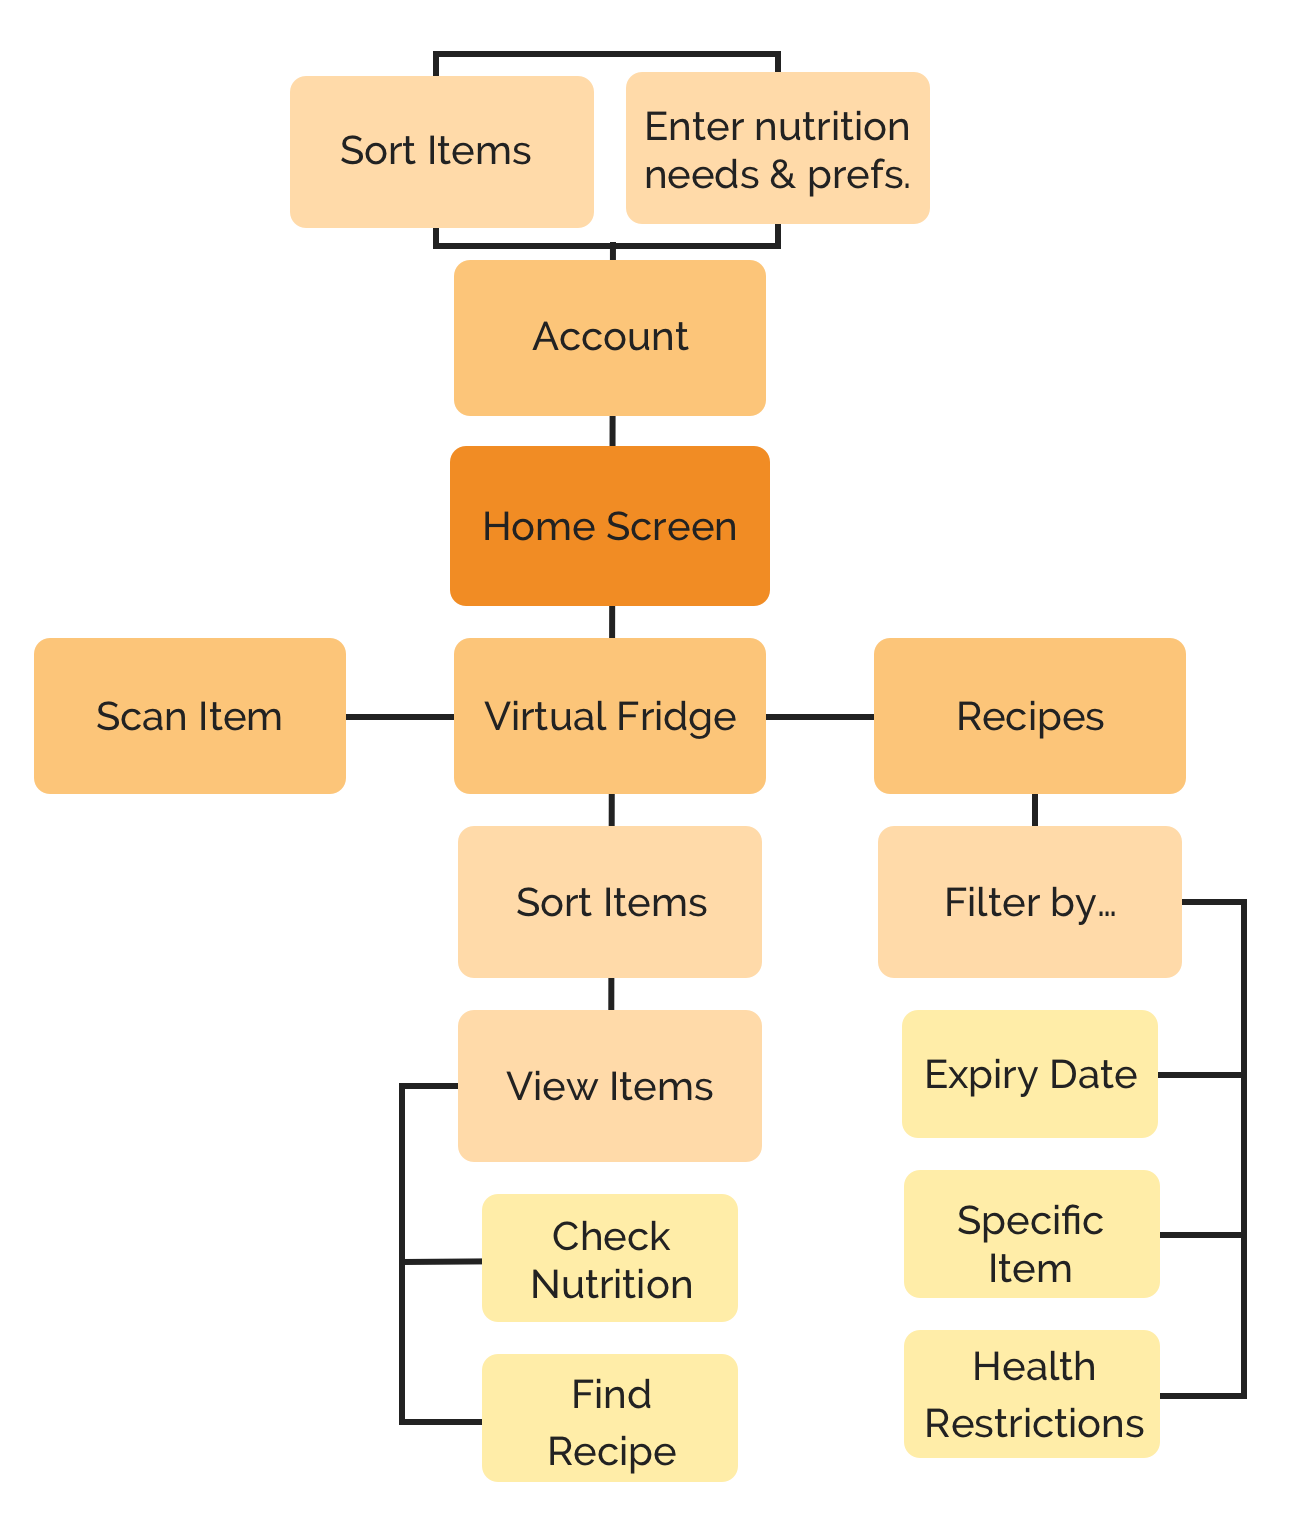 Sort Items
Enter nutrition
needs & prefs.
Account
Home Screen
Scan Item
Virtual Fridge
Recipes
Sort Items
Filter by...
View Items
Expiry Date
Check
Nutrition
Specific
Item
Find
Recipe
Health
Restrictions